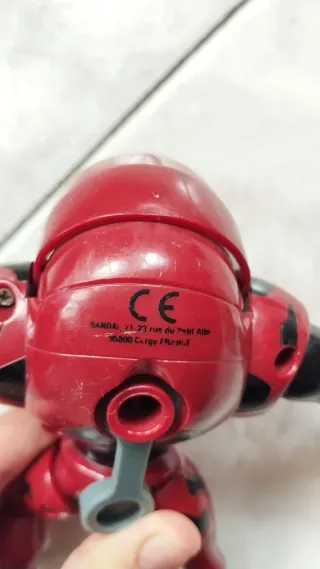 CE
BANDAI, 21-23 rue du Petit Albi
95800 Cergy FRANCE